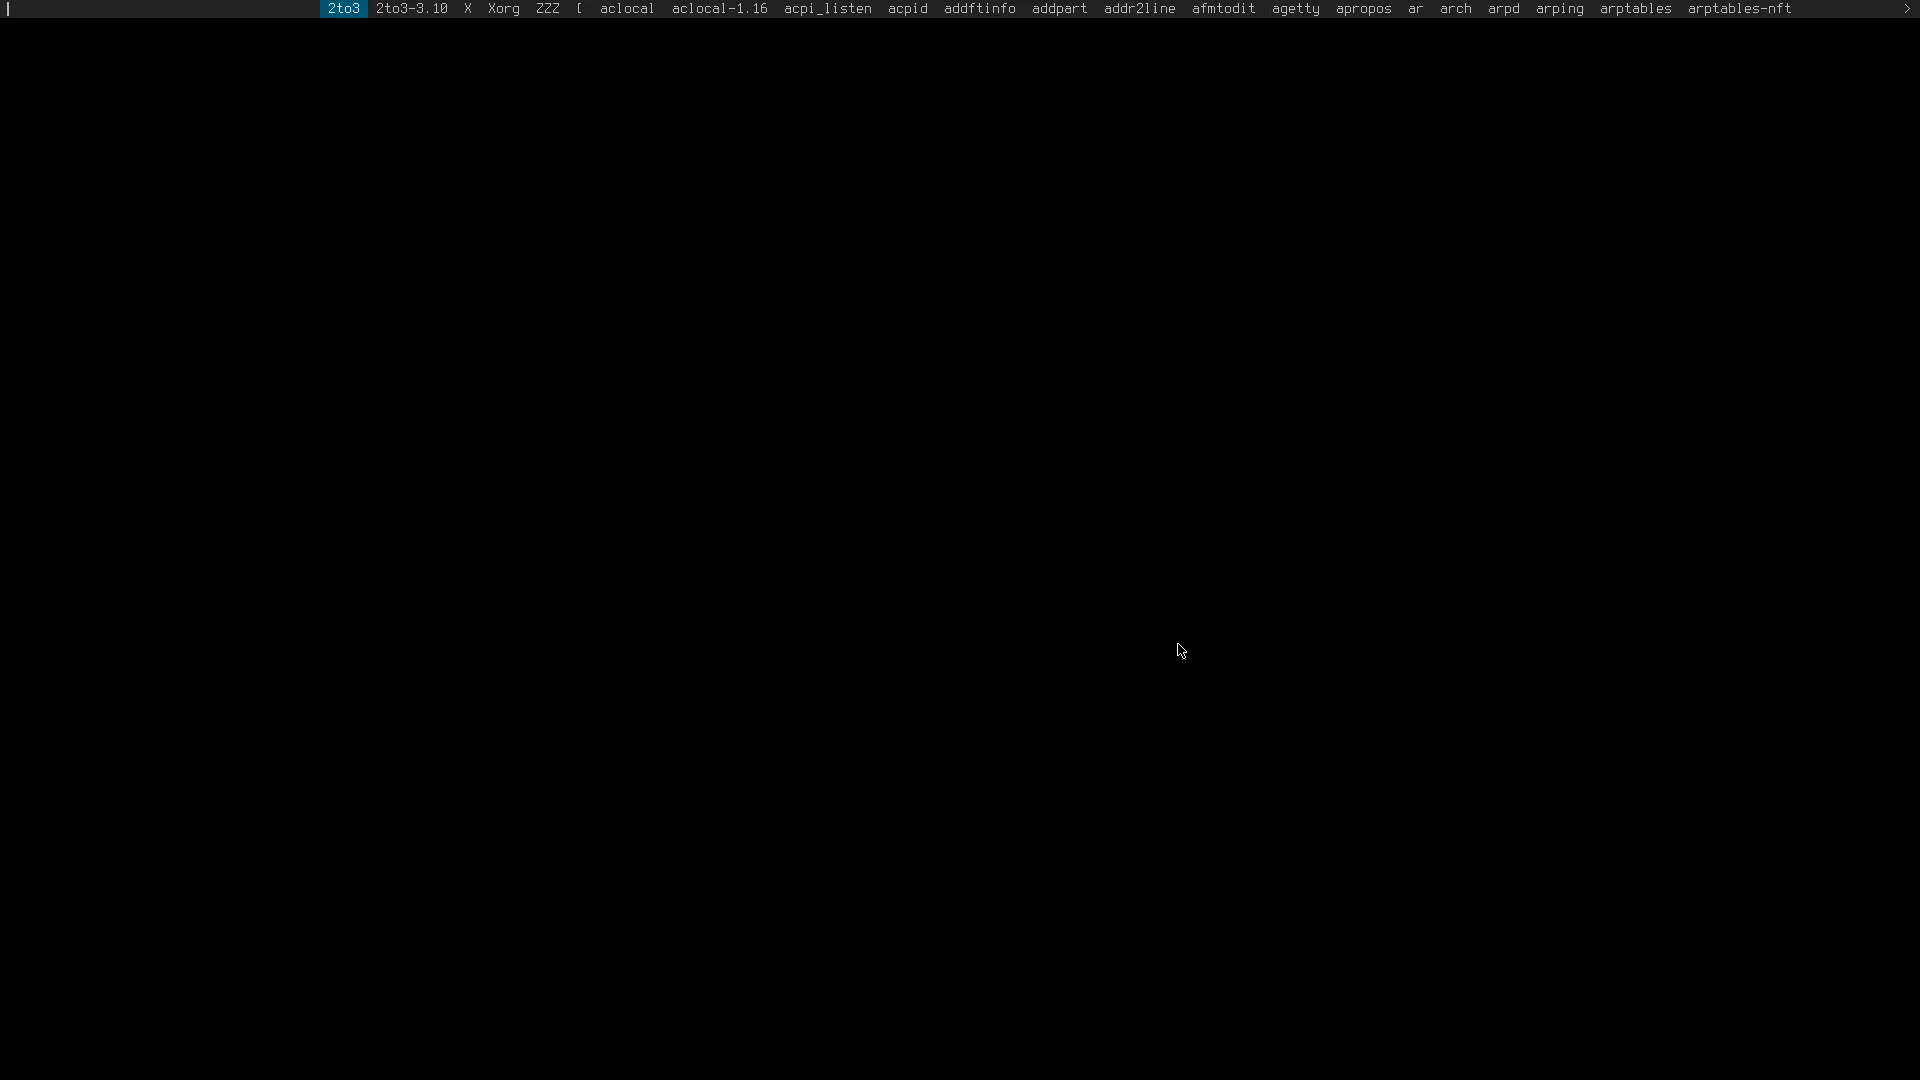 2to3 2to3-3.10 X Xorg ZZZ [ aclocal aclocal-1.16 acpi_listen acpid addftinfo addpart addr2line afmtodit agetty apropos ar arch arpd arping arptables arptables-nft >